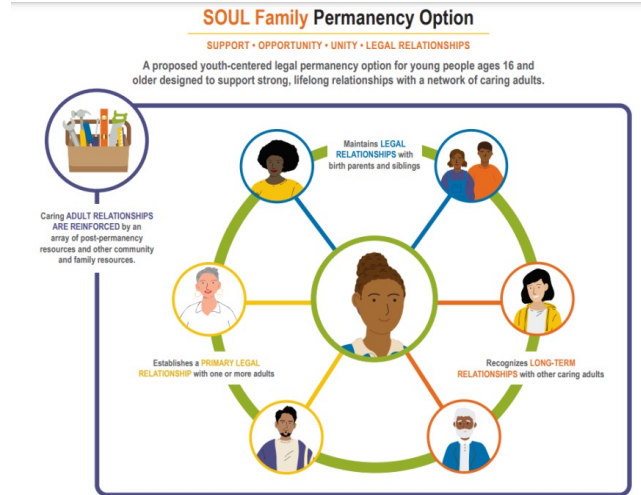 SOUL Family Permanency Option
SUPPORT • OPPORTUNITY • UNITY • LEGAL RELATIONSHIPS
A proposed youth-centered legal permanency option for young people ages 16 and
older designed to support strong, lifelong relationships with a network of caring adults.
Maintains LEGAL
RELATIONSHIPS with
birth parents and siblings
Caring ADULT RELATIONSHIPS
ARE REINFORCED by an
array of post-permanency
resources and other community
and family resources.
Establishes a PRIMARY LEGAL
RELATIONSHIP with one or more adults
Recognizes LONG-TERM
RELATIONSHIPS with other caring adults